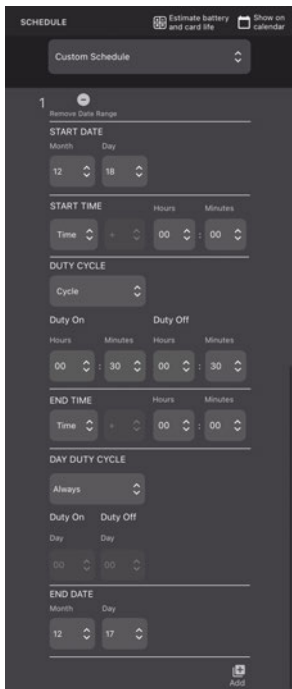 SCHEDULE
Estimate battery and card life
Show on calendar
Custom Schedule
1
Remove Date Range
START DATE
Month Day
12 18
START TIME Hours Minutes
Time + 00 : 00
DUTY CYCLE
Cycle
Duty On Duty Off
Hours Minutes Hours Minutes
00 : 30 00 : 30
END TIME Hours Minutes
Time + 00 : 00
DAY DUTY CYCLE
Always
Duty On Duty Off
Day Day
00 00
END DATE
Month Day
12 17
Add